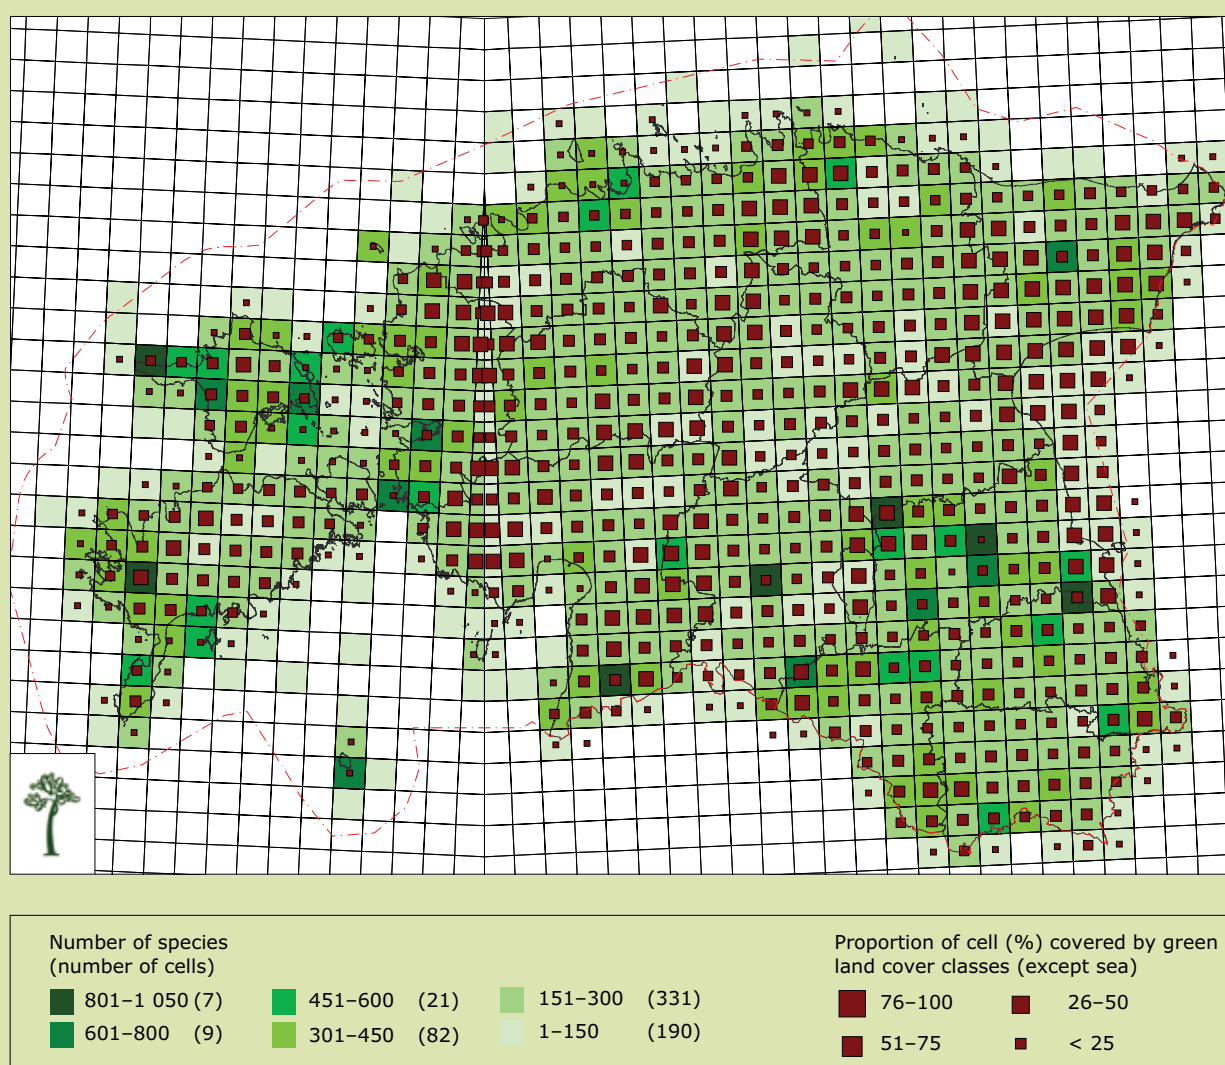 Number of species
(number of cells)
801–1 050 (7)
601–800 (9)
451–600 (21)
301–450 (82)
151–300 (331)
1–150 (190)
Proportion of cell (%) covered by green
land cover classes (except sea)
76–100
51–75
26–50
< 25